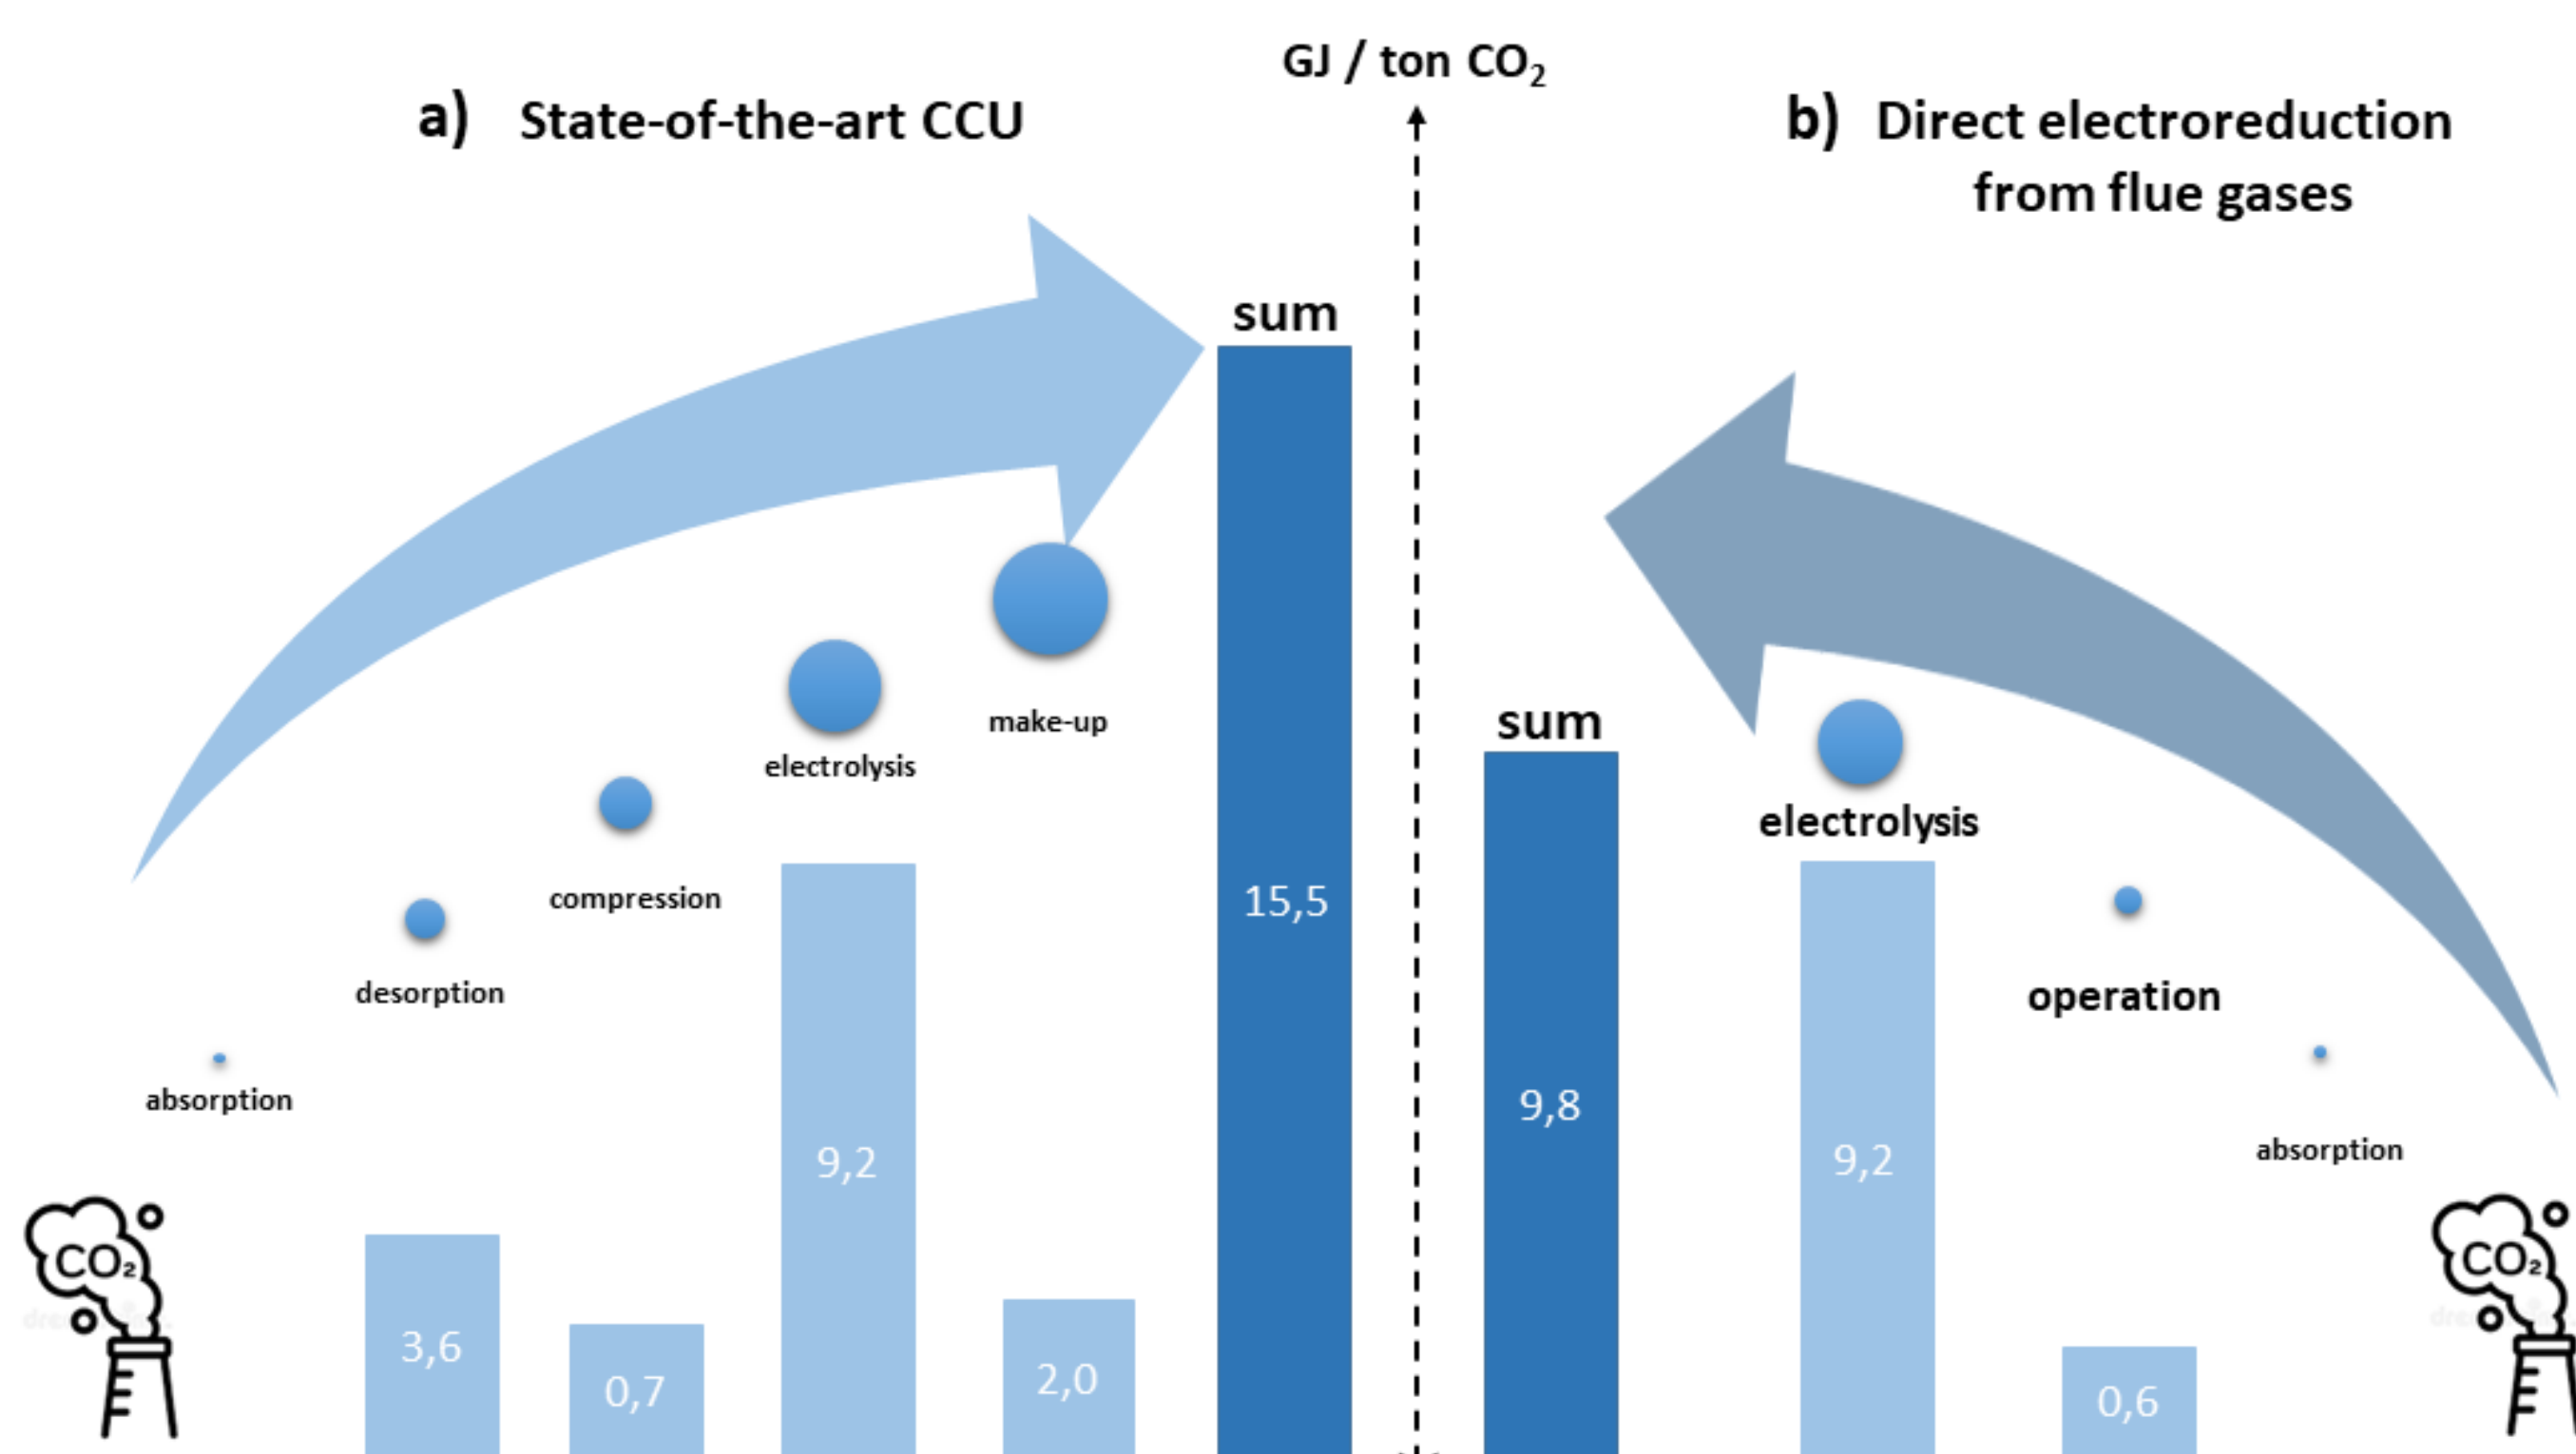 GJ / ton CO₂
a) State-of-the-art CCU
b) Direct electroreduction
from flue gases
sum
make-up
electrolysis
compression
desorption
absorption
sum
electrolysis
operation
absorption
15,5
9,8
9,2
9,2
3,6
0,7
2,0
0,6
CO₂
CO₂